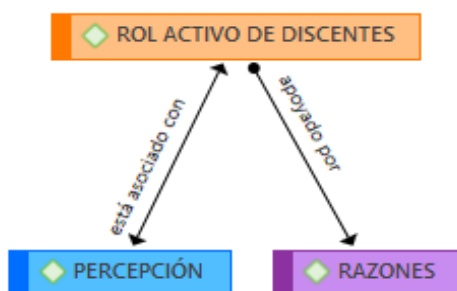 ROL ACTIVO DE DISCENTES
está asociado con
apoyado por
PERCEPCIÓN
RAZONES